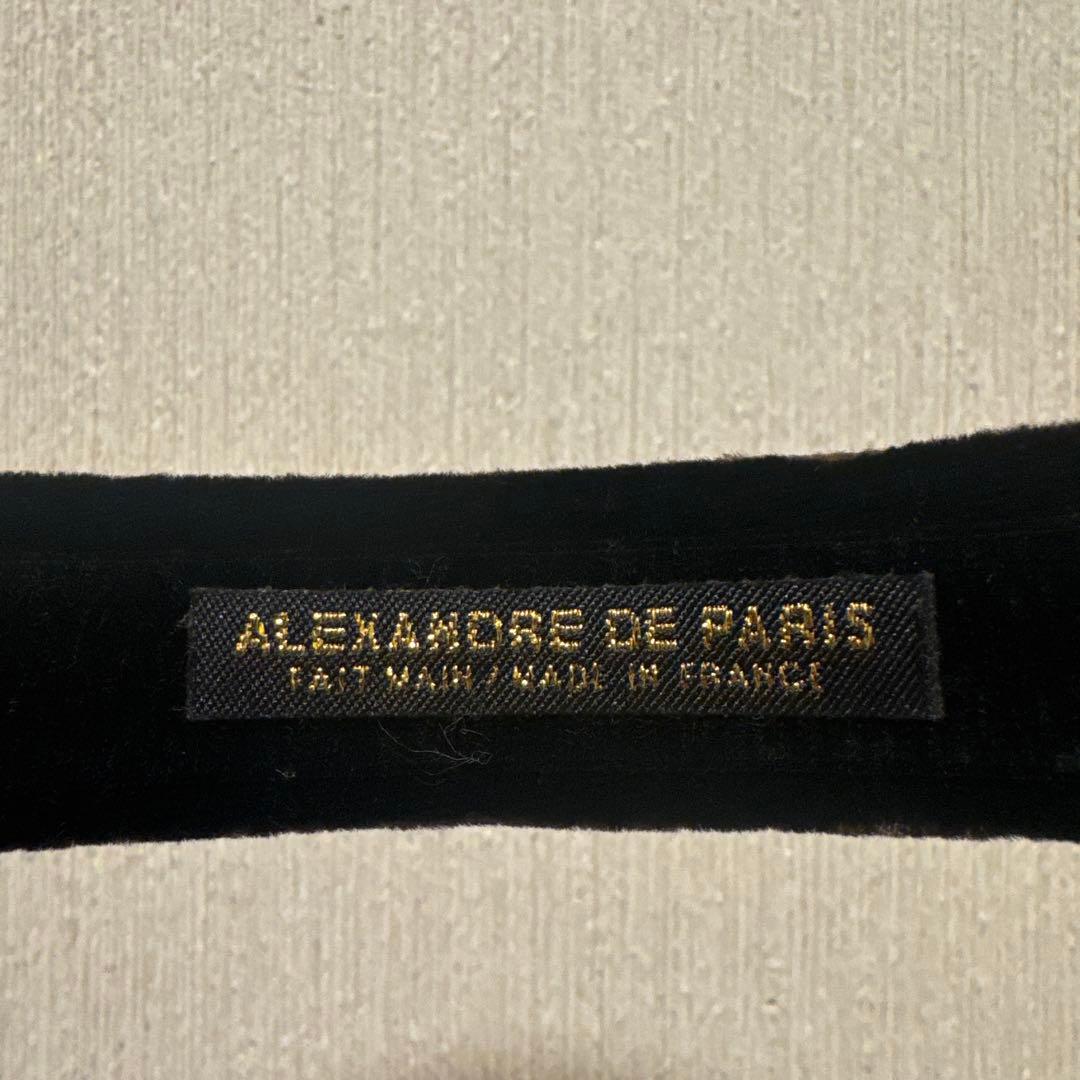 ALEXANDRE DE PARIS
FAIT MAIN / MADE IN FRANCE